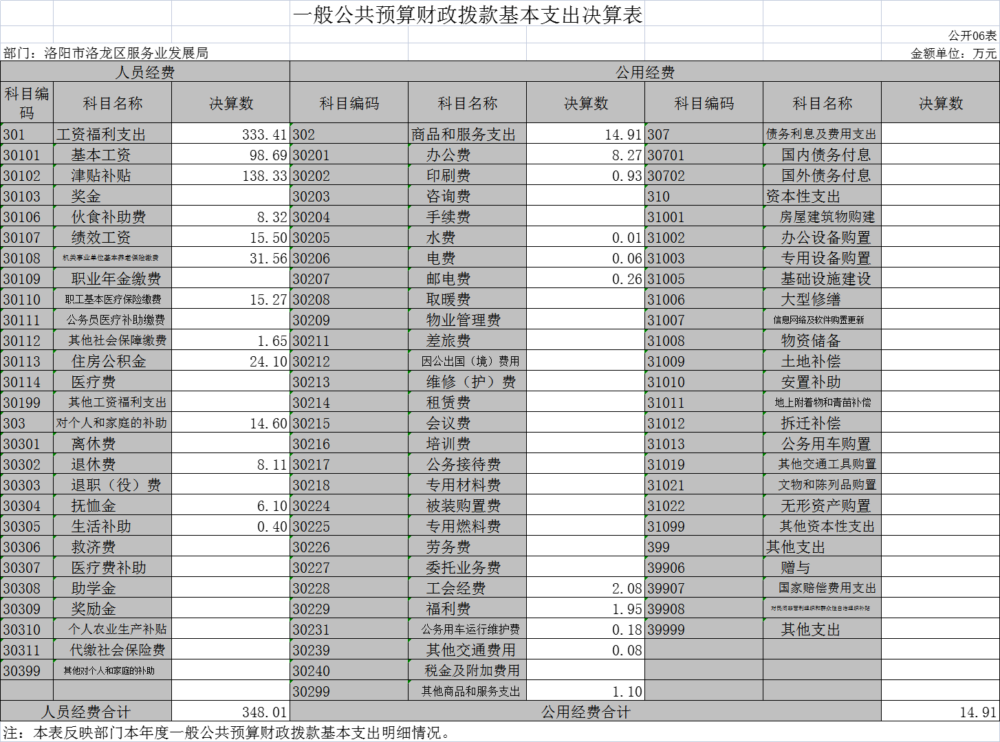 一般公共预算财政拨款基本支出决算表
公开06表
部门：洛阳市洛龙区服务业发展局 金额单位：万元
人员经费 公用经费
科目编码 科目名称 决算数 科目编码 科目名称 决算数 科目编码 科目名称 决算数
301 工资福利支出 333.41 302 商品和服务支出 14.91 307 债务利息及费用支出
30101 基本工资 98.69 30201 办公费 8.27 30701 国内债务付息
30102 津贴补贴 138.33 30202 印刷费 0.93 30702 国外债务付息
30103 奖金 30203 咨询费 310 资本性支出
30106 伙食补助费 8.32 30204 手续费 31001 房屋建筑物购建
30107 绩效工资 15.50 30205 水费 0.01 31002 办公设备购置
30108 机关事业单位基本养老保险缴费 31.56 30206 电费 0.06 31003 专用设备购置
30109 职业年金缴费 30207 邮电费 0.26 31005 基础设施建设
30110 职工基本医疗保险缴费 15.27 30208 取暖费 31006 大型修缮
30111 公务员医疗补助缴费 30209 物业管理费 31007 信息网络及软件购置更新
30112 其他社会保障缴费 1.65 30211 差旅费 31008 物资储备
30113 住房公积金 24.10 30212 因公出国（境）费用 31009 土地补偿
30114 医疗费 30213 维修（护）费 31010 安置补助
30199 其他工资福利支出 30214 租赁费 31011 地上附着物和青苗补偿
303 对个人和家庭的补助 14.60 30215 会议费 31012 拆迁补偿
30301 离休费 30216 培训费 31013 公务用车购置
30302 退休费 8.11 30217 公务接待费 31019 其他交通工具购置
30303 退职（役）费 30218 专用材料费 31021 文物和陈列品购置
30304 抚恤金 6.10 30224 被装购置费 31022 无形资产购置
30305 生活补助 0.40 30225 专用燃料费 31099 其他资本性支出
30306 救济费 30226 劳务费 399 其他支出
30307 医疗费补助 30227 委托业务费 39906 赠与
30308 助学金 30228 工会经费 2.08 39907 国家赔偿费用支出
30309 奖励金 30229 福利费 1.95 39908 对民间非营利组织和群众性自治组织补贴
30310 个人农业生产补贴 30231 公务用车运行维护费 0.18 39999 其他支出
30311 代缴社会保险费 30239 其他交通费用 0.08
30399 其他对个人和家庭的补助 30240 税金及附加费用
30299 其他商品和服务支出 1.10
人员经费合计 348.01 公用经费合计 14.91
注：本表反映部门本年度一般公共预算财政拨款基本支出明细情况。